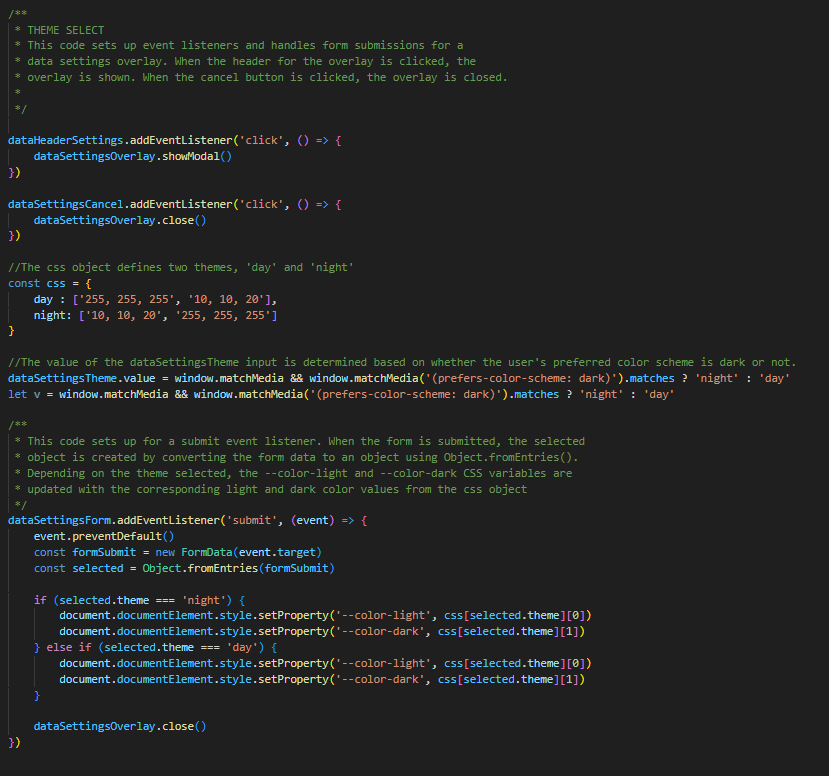 /**
 * THEME SELECT
 * This code sets up event listeners and handles form submissions for a
 * data settings overlay. When the header for the overlay is clicked, the
 * overlay is shown. When the cancel button is clicked, the overlay is closed.
 *
 */
dataHeaderSettings.addEventListener('click', () => {
    dataSettingsOverlay.showModal()
})
dataSettingsCancel.addEventListener('click', () => {
    dataSettingsOverlay.close()
})
//The css object defines two themes, 'day' and 'night'
const css = {
    day : ['255, 255, 255', '10, 10, 20'],
    night: ['10, 10, 20', '255, 255, 255']
}
//The value of the dataSettingsTheme input is determined based on whether the user's preferred color scheme is dark or not.
dataSettingsTheme.value = window.matchMedia && window.matchMedia('(prefers-color-scheme: dark)').matches ? 'night' : 'day'
let v = window.matchMedia && window.matchMedia('(prefers-color-scheme: dark)').matches ? 'night' : 'day'
/**
 * This code sets up for a submit event listener. When the form is submitted, the selected
 * object is created by converting the form data to an object using Object.fromEntries().
 * Depending on the theme selected, the --color-light and --color-dark CSS variables are
 * updated with the corresponding light and dark color values from the css object
 */
dataSettingsForm.addEventListener('submit', (event) => {
    event.preventDefault()
    const formSubmit = new FormData(event.target)
    const selected = Object.fromEntries(formSubmit)
    if (selected.theme === 'night') {
        document.documentElement.style.setProperty('--color-light', css[selected.theme][0])
        document.documentElement.style.setProperty('--color-dark', css[selected.theme][1])
    } else if (selected.theme === 'day') {
        document.documentElement.style.setProperty('--color-light', css[selected.theme][0])
        document.documentElement.style.setProperty('--color-dark', css[selected.theme][1])
    }
    dataSettingsOverlay.close()
})